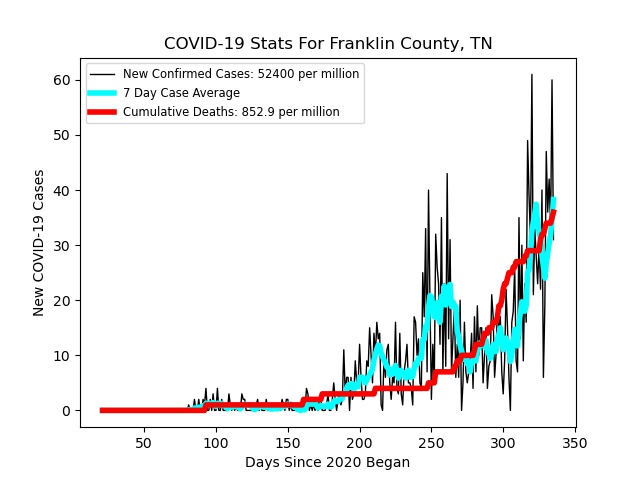 COVID-19 Stats For Franklin County, TN
New Confirmed Cases: 52400 per million
7 Day Case Average
Cumulative Deaths: 852.9 per million
New COVID-19 Cases
60
50
40
30
20
10
0
50
100
150
200
250
300
350
Days Since 2020 Began